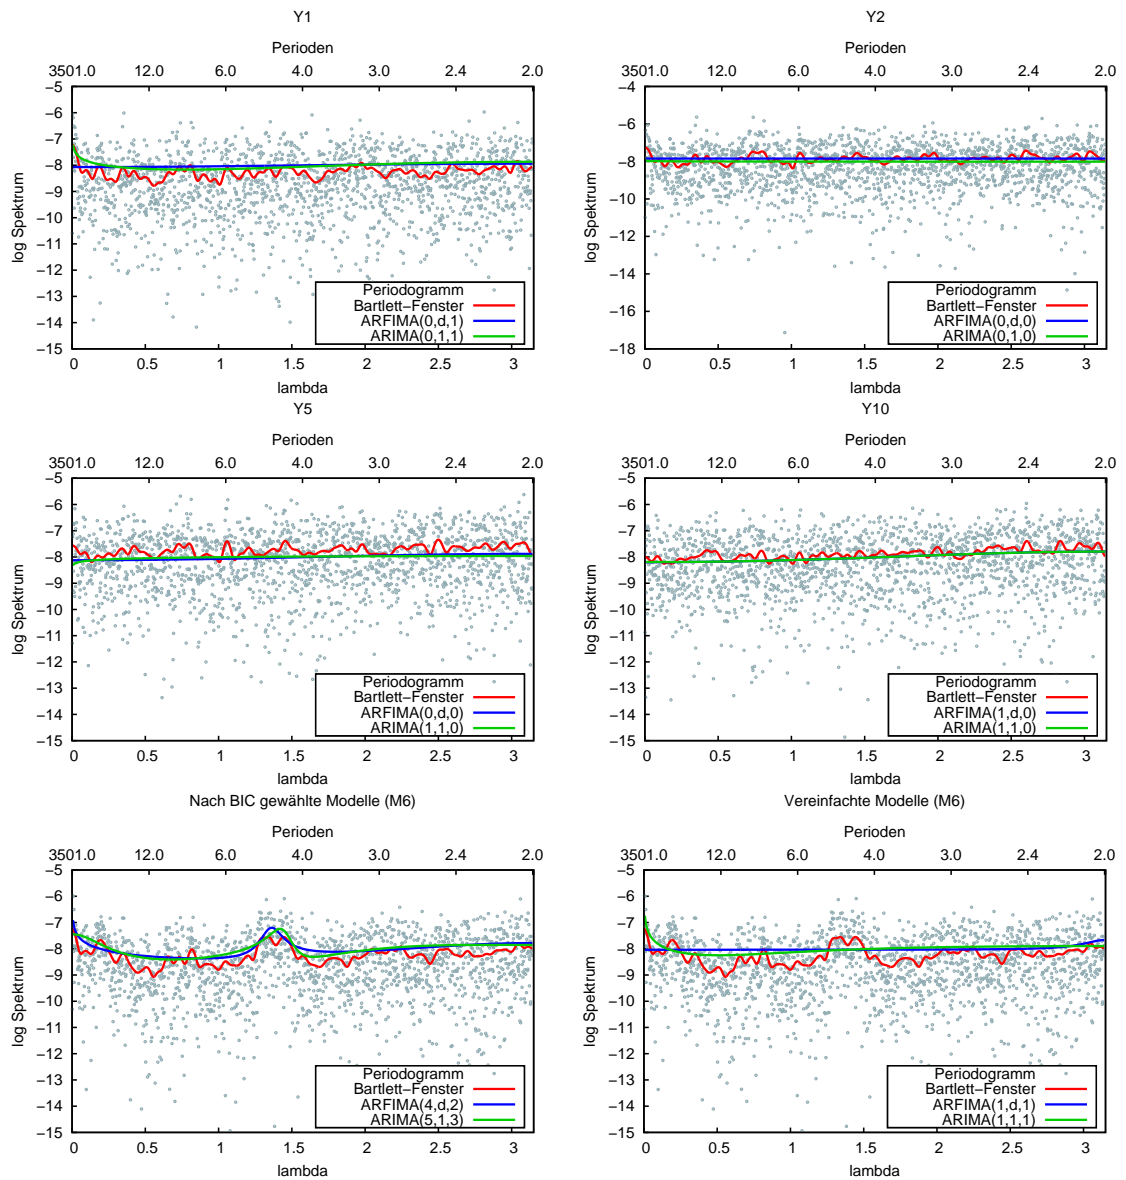 Y1
Perioden
3501.0 12.0 6.0 4.0 3.0 2.4 2.0
−5
−6
−7
−8
−9
−10
−11
−12
−13
−14
−15
log Spektrum
Periodogramm
Bartlett−Fenster
ARFIMA(0,d,1)
ARIMA(0,1,1)
0 0.5 1 1.5 2 2.5 3
lambda
Y2
Perioden
3501.0 12.0 6.0 4.0 3.0 2.4 2.0
−4
−6
−8
−10
−12
−14
−16
−18
log Spektrum
Periodogramm
Bartlett−Fenster
ARFIMA(0,d,0)
ARIMA(0,1,0)
0 0.5 1 1.5 2 2.5 3
lambda
Y5
Perioden
3501.0 12.0 6.0 4.0 3.0 2.4 2.0
−5
−6
−7
−8
−9
−10
−11
−12
−13
−14
−15
log Spektrum
Periodogramm
Bartlett−Fenster
ARFIMA(0,d,0)
ARIMA(1,1,0)
0 0.5 1 1.5 2 2.5 3
lambda
Y10
Perioden
3501.0 12.0 6.0 4.0 3.0 2.4 2.0
−5
−6
−7
−8
−9
−10
−11
−12
−13
−14
−15
log Spektrum
Periodogramm
Bartlett−Fenster
ARFIMA(1,d,0)
ARIMA(1,1,0)
0 0.5 1 1.5 2 2.5 3
lambda
Nach BIC gewählte Modelle (M6)
Perioden
3501.0 12.0 6.0 4.0 3.0 2.4 2.0
−5
−6
−7
−8
−9
−10
−11
−12
−13
−14
−15
log Spektrum
Periodogramm
Bartlett−Fenster
ARFIMA(4,d,2)
ARIMA(5,1,3)
0 0.5 1 1.5 2 2.5 3
lambda
Vereinfachte Modelle (M6)
Perioden
3501.0 12.0 6.0 4.0 3.0 2.4 2.0
−5
−6
−7
−8
−9
−10
−11
−12
−13
−14
−15
log Spektrum
Periodogramm
Bartlett−Fenster
ARFIMA(1,d,1)
ARIMA(1,1,1)
0 0.5 1 1.5 2 2.5 3
lambda